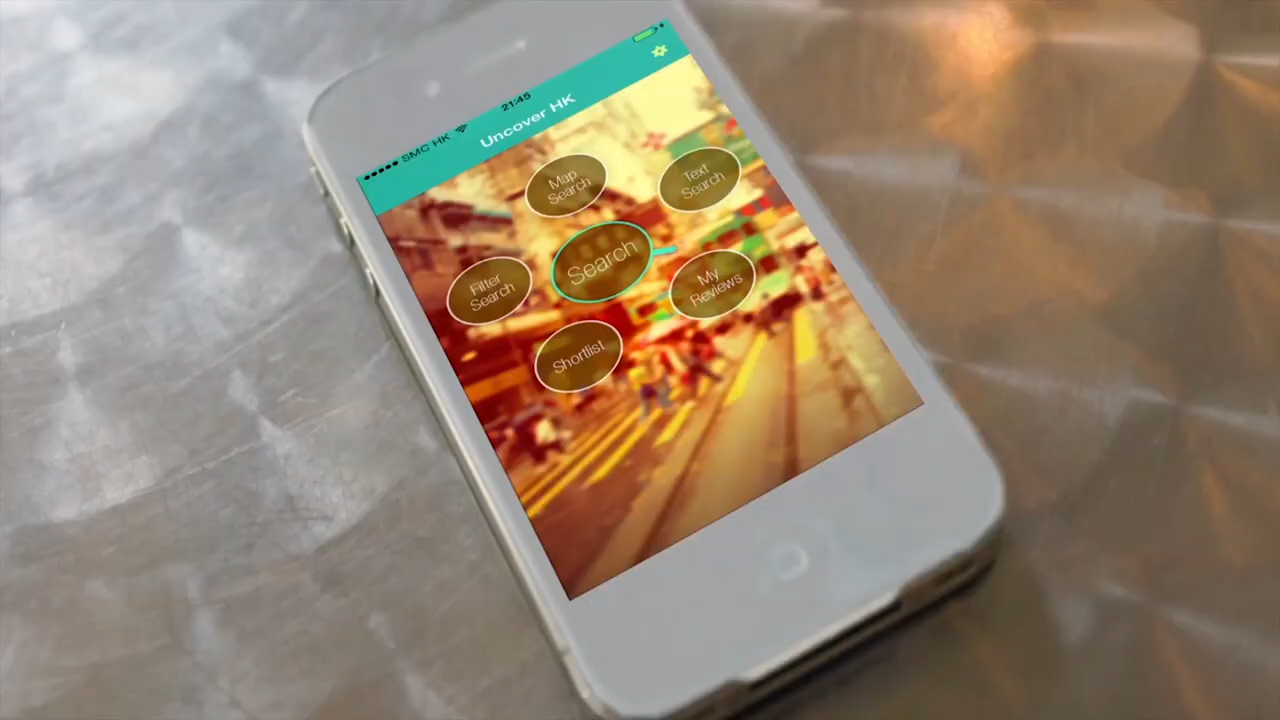 SMC HK
21:45
Uncover HK
Map
Search
Text
Search
Search
Filter
Search
My
Reviews
Shortlist